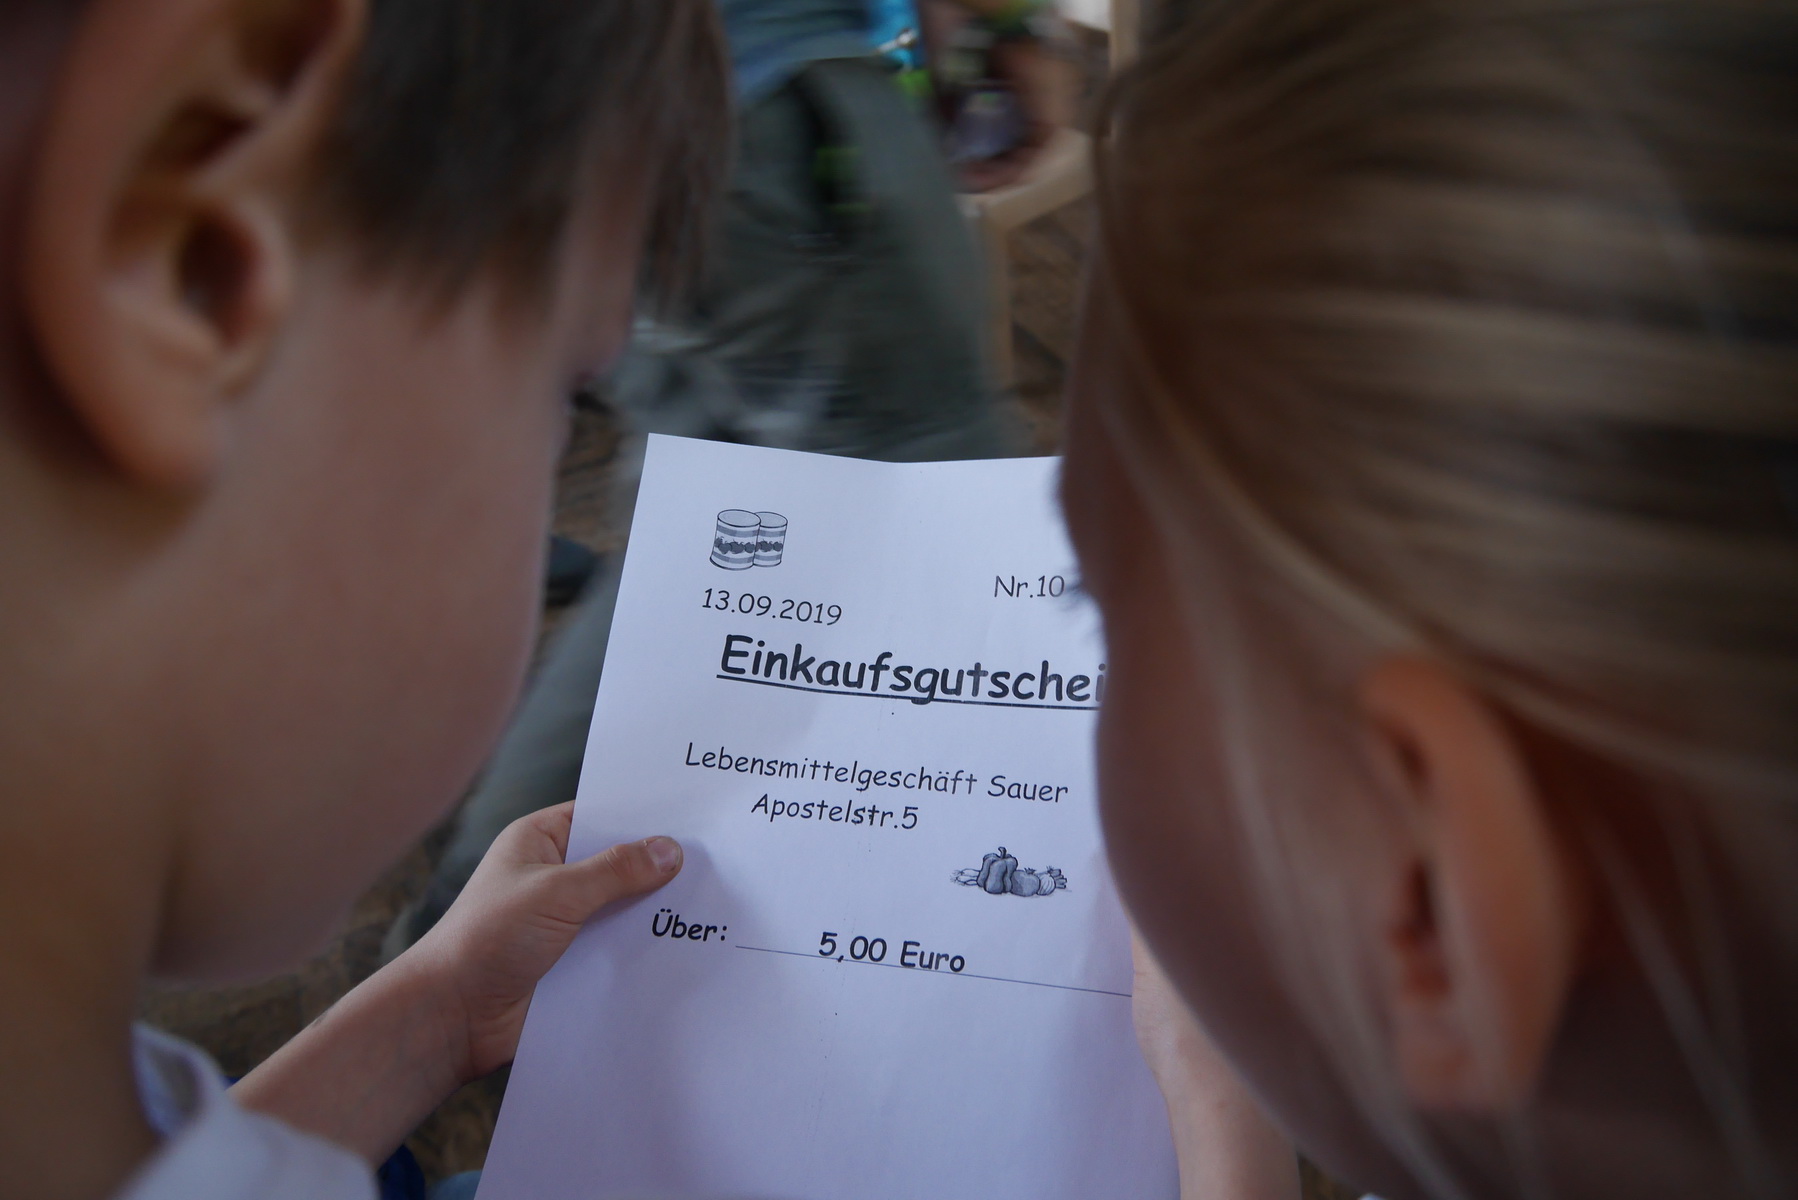 Nr.10
13.09.2019
Einkaufsgutschei
Lebensmittelgeschäft Sauer
Apostelstr.5
Über: 5,00 Euro